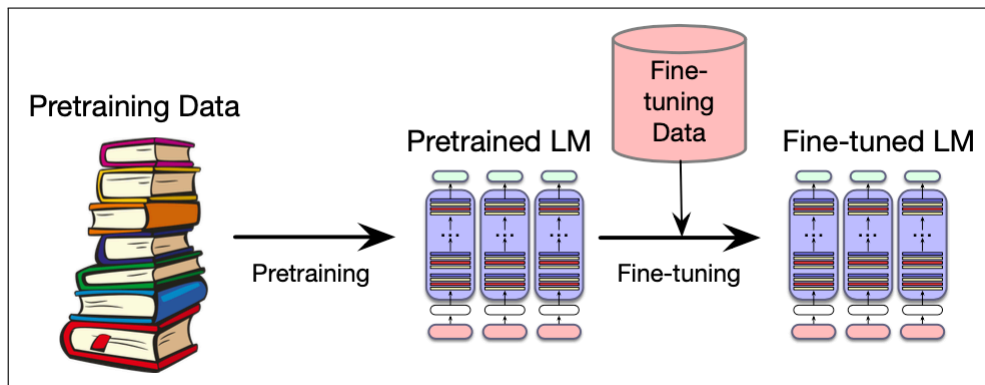 Pretraining Data
Pretraining
Pretrained LM
Fine-
tuning
Data
Fine-tuning
Fine-tuned LM